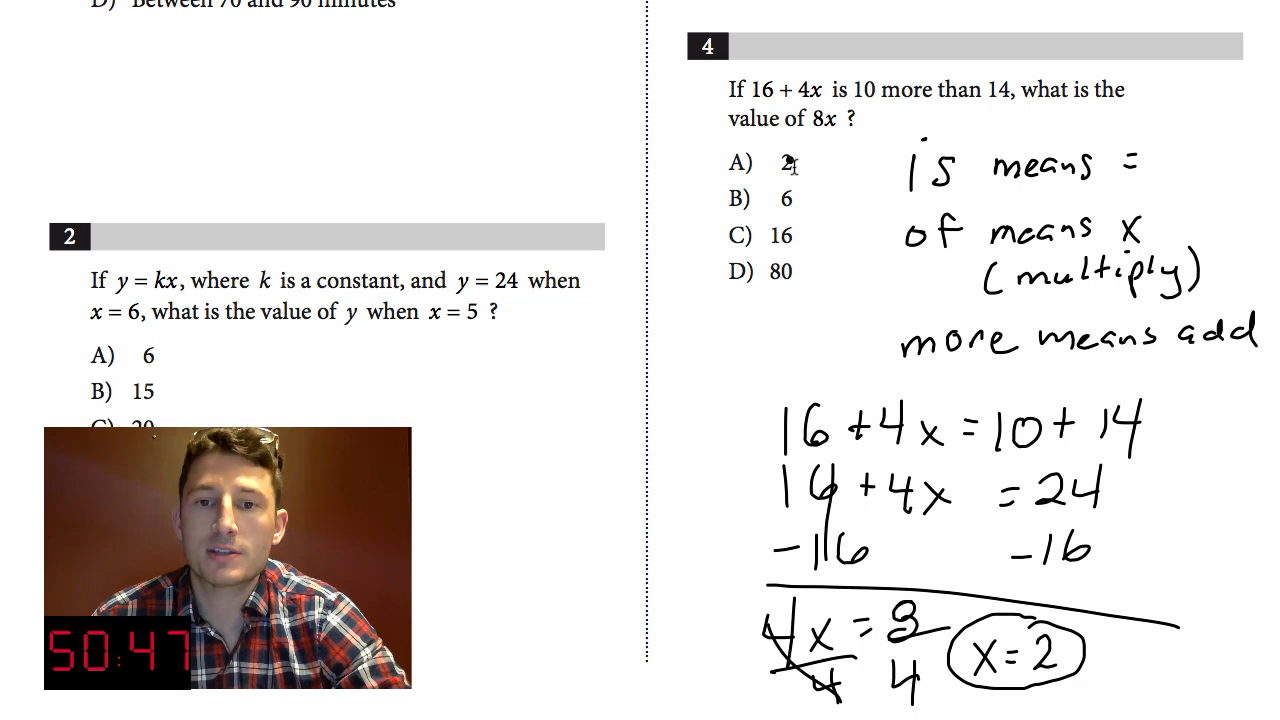 D) Between 70 and 90 minutes
2
If y = kx, where k is a constant, and y = 24 when
x = 6, what is the value of y when x = 5 ?
A) 6
B) 15
C) 20
50:47
4
If 16 + 4x is 10 more than 14, what is the
value of 8x ?
A) 2
B) 6
C) 16
D) 80
is means =
of means x
(multiply)
more means add
16 + 4x = 10 + 14
16 + 4x = 24
-16 -16
4x = 8
4 4
x = 2